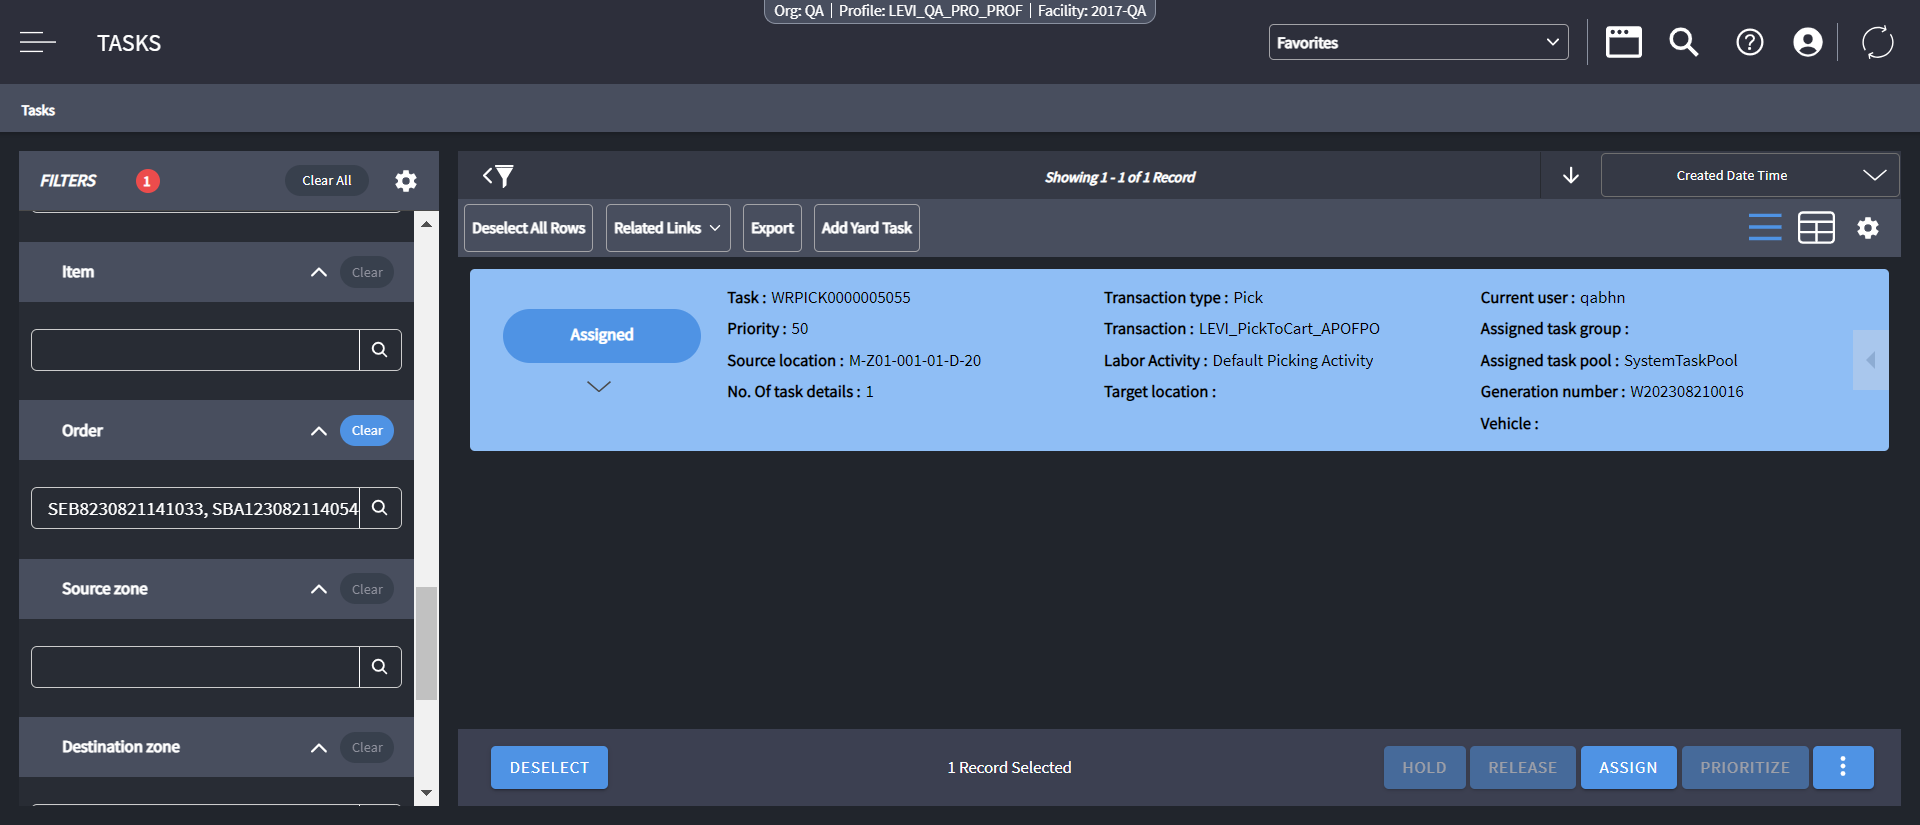 Org: QA | Profile: LEVI_QA_PRO_PROF | Facility: 2017-QA
TASKS
Favorites
Tasks
FILTERS 1 Clear All
Showing 1 - 1 of 1 Record
Created Date Time
Deselect All Rows Related Links Export Add Yard Task
Item Clear
Order Clear
SEB8230821141033, SBA1230821140544
Source zone Clear
Destination zone Clear
Assigned
Task : WRPICK0000005055
Priority : 50
Source location : M-Z01-001-01-D-20
No. Of task details : 1
Transaction type : Pick
Transaction : LEVI_PickToCart_APOFPO
Labor Activity : Default Picking Activity
Target location :
Current user : qabhn
Assigned task group :
Assigned task pool : SystemTaskPool
Generation number : W202308210016
Vehicle :
DESELECT
1 Record Selected
HOLD RELEASE ASSIGN PRIORITIZE